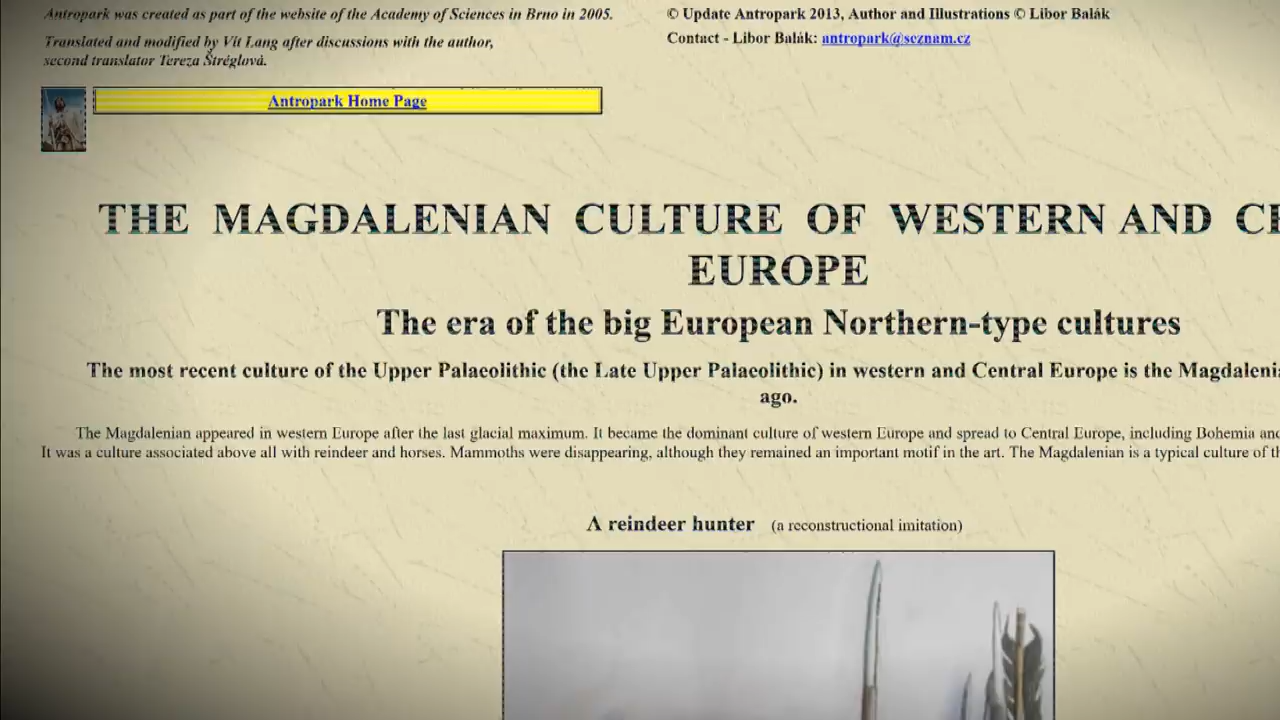 Antropark was created as part of the website of the Academy of Sciences in Brno in 2005.
© Update Antropark 2013, Author and Illustrations © Libor Balák
Translated and modified by Vít Lang after discussions with the author,
Contact - Libor Balák: antropark@seznam.cz
second translator Tereza Štréglová.
Antropark Home Page
THE MAGDALENIAN CULTURE OF WESTERN AND
EUROPE
The era of the big European Northern-type cultures
The most recent culture of the Upper Palaeolithic (the Late Upper Palaeolithic) in western and Central Europe is the
ago.
The Magdalenian appeared in western Europe after the last glacial maximum. It became the dominant culture of western Europe and spread to Central Europe, including Bohemia
It was a culture associated above all with reindeer and horses. Mammoths were disappearing, although they remained an important motif in the art. The Magdalenian is a typical culture of
A reindeer hunter (a reconstructional imitation)